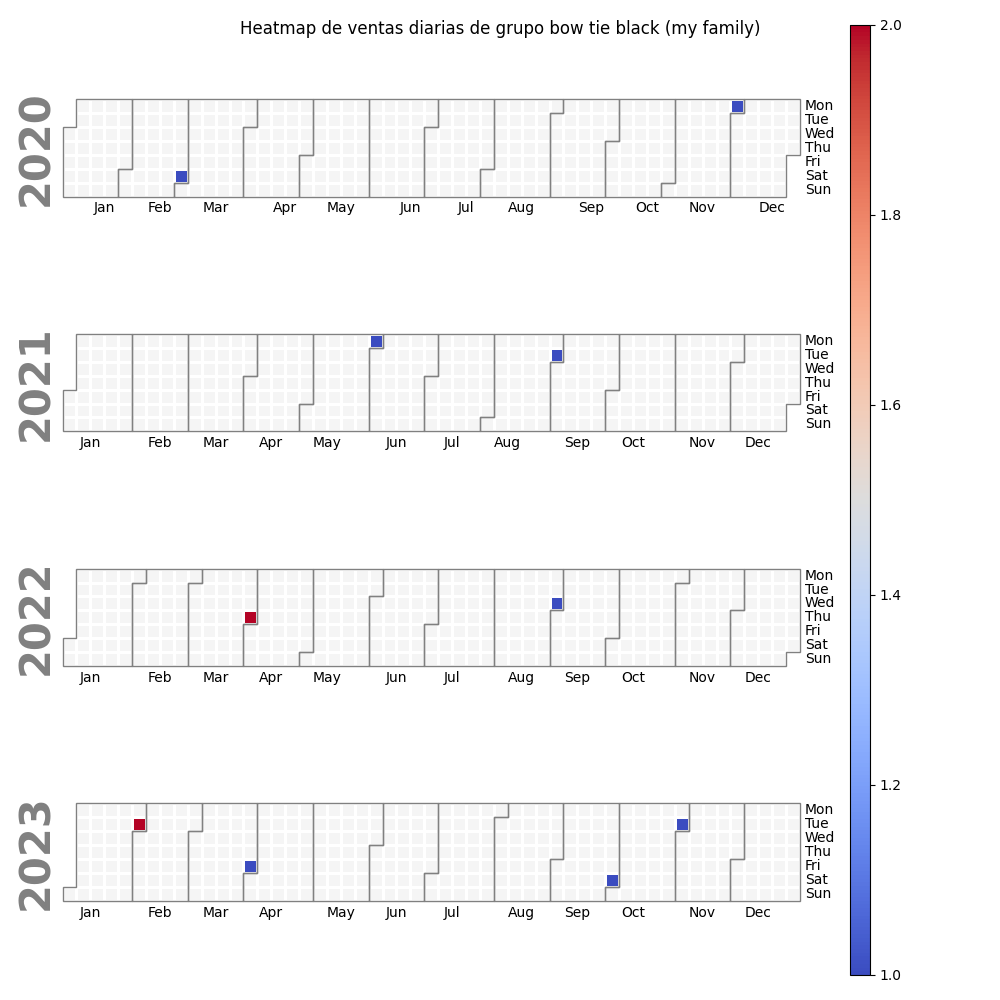 Heatmap de ventas diarias de grupo bow tie black (my family)
2020
Mon
Tue
Wed
Thu
Fri
Sat
Sun
Jan Feb Mar Apr May Jun Jul Aug Sep Oct Nov Dec
2021
Mon
Tue
Wed
Thu
Fri
Sat
Sun
Jan Feb Mar Apr May Jun Jul Aug Sep Oct Nov Dec
2022
Mon
Tue
Wed
Thu
Fri
Sat
Sun
Jan Feb Mar Apr May Jun Jul Aug Sep Oct Nov Dec
2023
Mon
Tue
Wed
Thu
Fri
Sat
Sun
Jan Feb Mar Apr May Jun Jul Aug Sep Oct Nov Dec
2.0
1.8
1.6
1.4
1.2
1.0